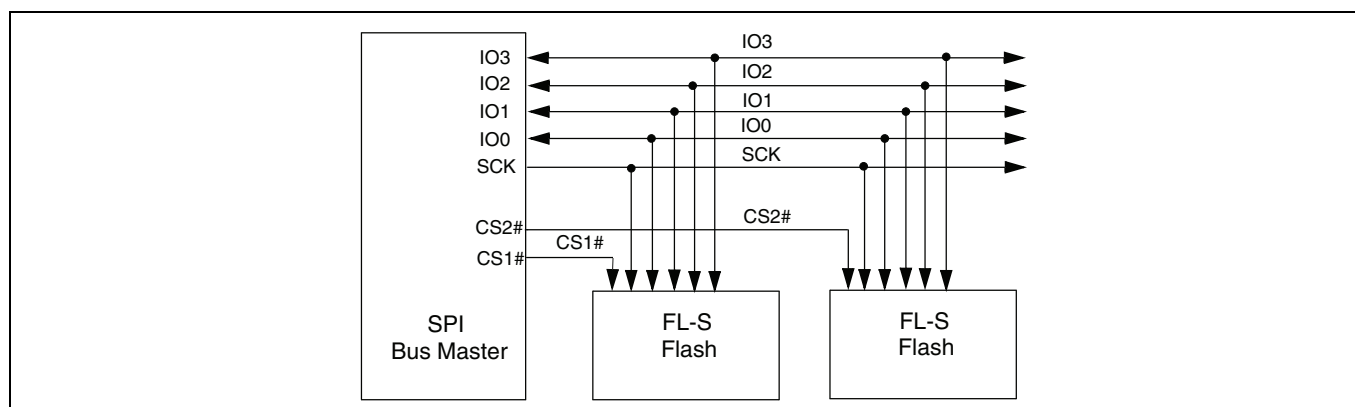 IO3
IO3
IO2
IO2
IO1
IO1
IO0
IO0
SCK
SCK
CS2#
CS2#
CS1#
CS1#
SPI
Bus Master
FL-S
Flash
FL-S
Flash